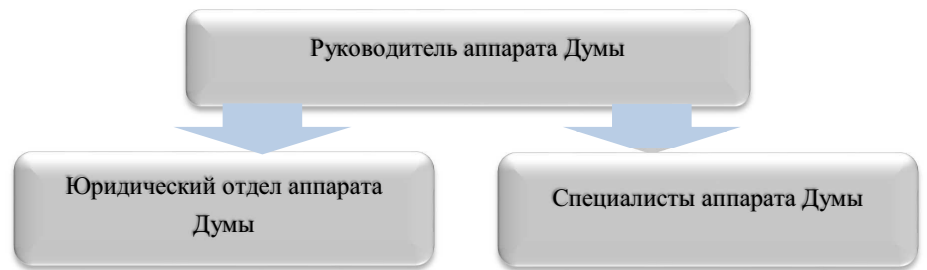 Руководитель аппарата Думы
Юридический отдел аппарата
Думы
Специалисты аппарата Думы